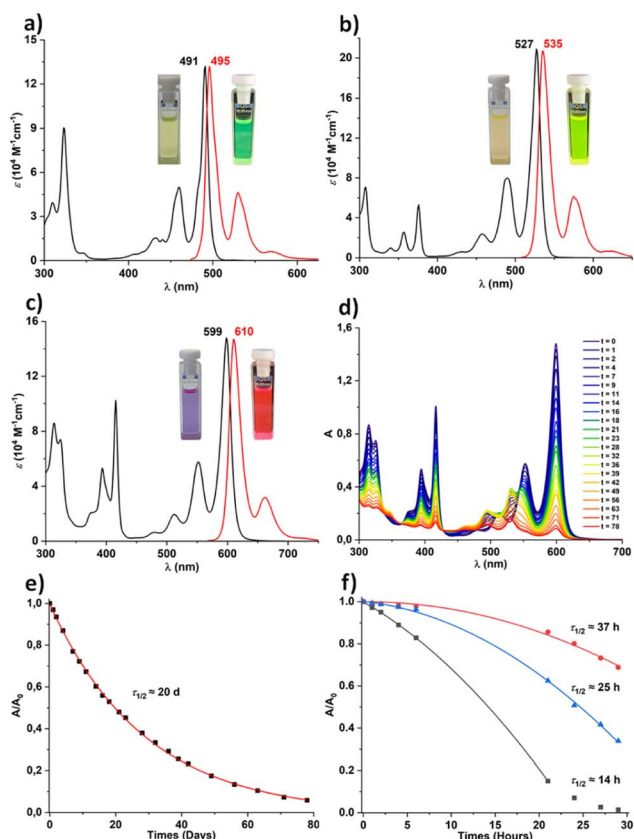 a)
491
495
ε (10⁴ M⁻¹cm⁻¹)
15
12
9
6
3
0
300
400
500
600
λ (nm)
b)
527
535
ε (10⁴ M⁻¹cm⁻¹)
20
16
12
8
4
0
300
400
500
600
λ (nm)
c)
599
610
ε (10⁴ M⁻¹cm⁻¹)
16
12
8
4
0
300
400
500
600
700
λ (nm)
d)
A
1,6
1,2
0,8
0,4
0,0
300
400
500
600
700
λ (nm)
t = 0
t = 1
t = 2
t = 4
t = 7
t = 9
t = 11
t = 14
t = 16
t = 18
t = 21
t = 23
t = 28
t = 32
t = 36
t = 39
t = 42
t = 49
t = 56
t = 63
t = 71
t = 78
e)
A/A₀
1,0
0,8
0,6
0,4
0,2
0,0
τ₁/₂ ≈ 20 d
0
20
40
60
80
Times (Days)
f)
A/A₀
1,0
0,8
0,6
0,4
0,2
0,0
τ₁/₂ ≈ 37 h
τ₁/₂ ≈ 25 h
τ₁/₂ ≈ 14 h
0
5
10
15
20
25
30
Times (Hours)